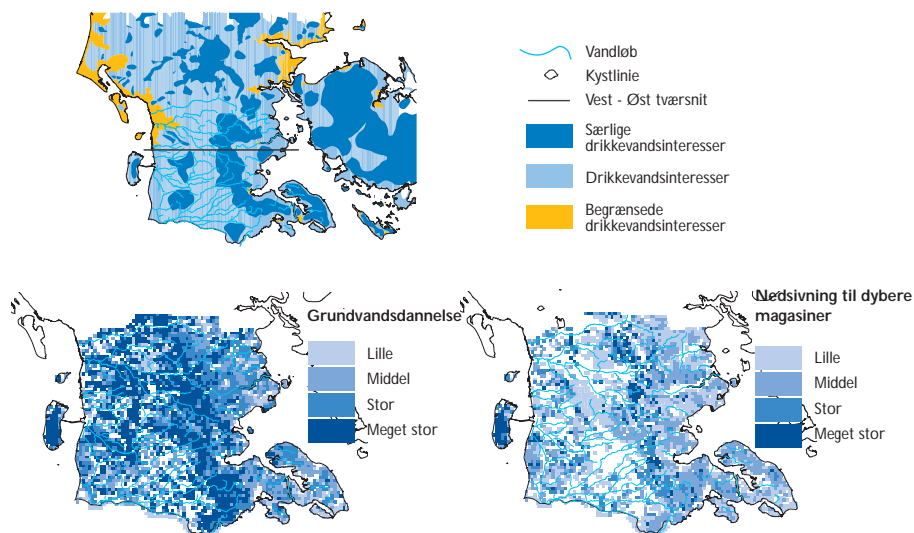 Vandløb
Kystlinie
Vest - Øst tværsnit
Særlige
drikkevandsinteresser
Drikkevandsinteresser
Begrænsede
drikkevandsinteresser
Grundvandsdannelse
Lille
Middel
Stor
Meget stor
Nedsivning til dybere
magasiner
Lille
Middel
Stor
Meget stor